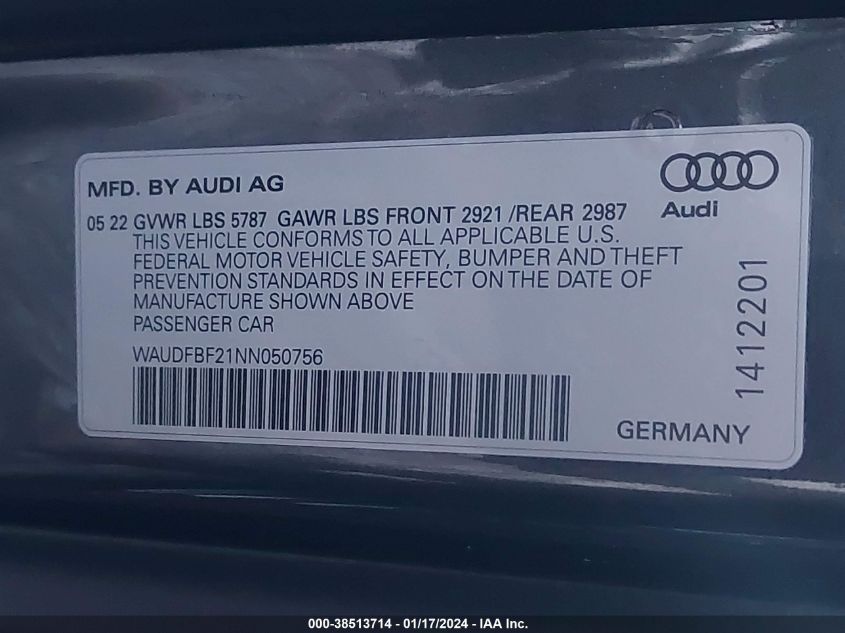 MFD. BY AUDI AG
Audi
05 22 GVWR LBS 5787 GAWR LBS FRONT 2921 /REAR 2987
THIS VEHICLE CONFORMS TO ALL APPLICABLE U.S.
FEDERAL MOTOR VEHICLE SAFETY, BUMPER AND THEFT
PREVENTION STANDARDS IN EFFECT ON THE DATE OF
MANUFACTURE SHOWN ABOVE
PASSENGER CAR
WAUDFBF21NN050756
1412201
GERMANY
000-38513714 - 01/17/2024 - IAA Inc.